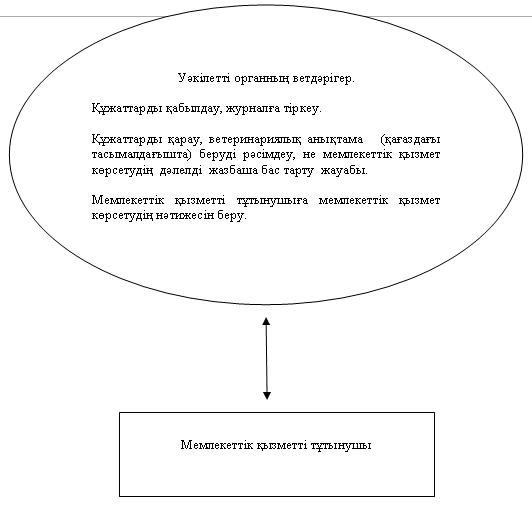 Уәкілетті органның ветдәрігер.
Құжаттарды қабылдау, журналға тіркеу.
Құжаттарды қарау, ветеринариялық анықтама (қағаздағы
тасымалдағышта) беруді рәсімдеу, не мемлекеттік қызмет
көрсетудің дәлелді жазбаша бас тарту жауабы.
Мемлекеттік қызметті тұтынушыға мемлекеттік қызмет
көрсетудің нәтижесін беру.
Мемлекеттік қызметті тұтынушы